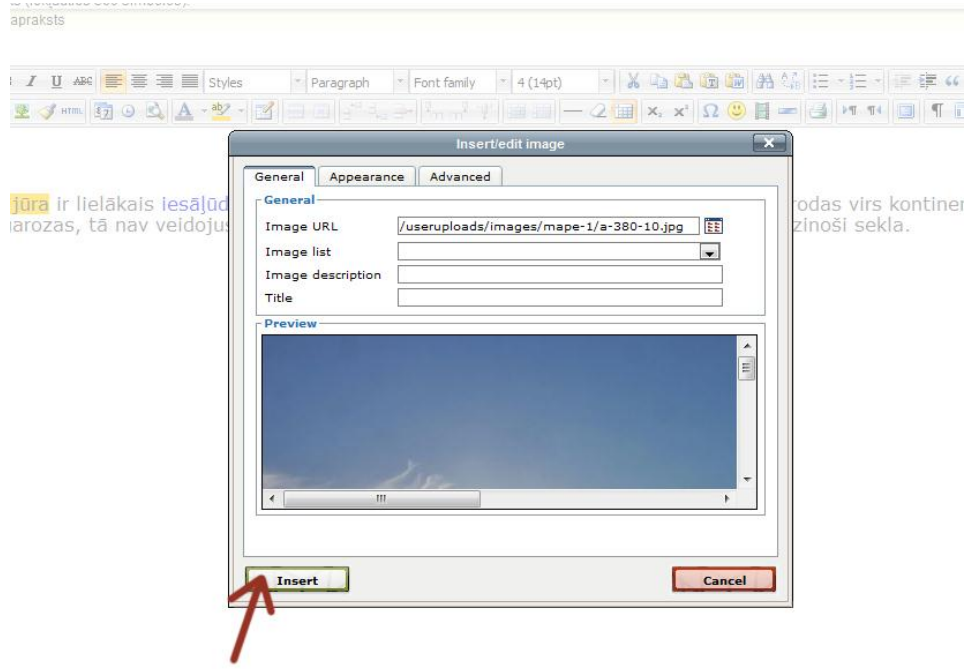 apraksts
I U ABC Styles Paragraph Font family 4 (14pt)
HTML
Insert/edit image
General Appearance Advanced
jūra ir lielākais iesāļūd
rodas virs kontinen
arozas, tā nav veidojus
zinoši sekla.
General
Image URL /useruploads/images/mape-1/a-380-10.jpg
Image list
Image description
Title
Preview
Insert Cancel